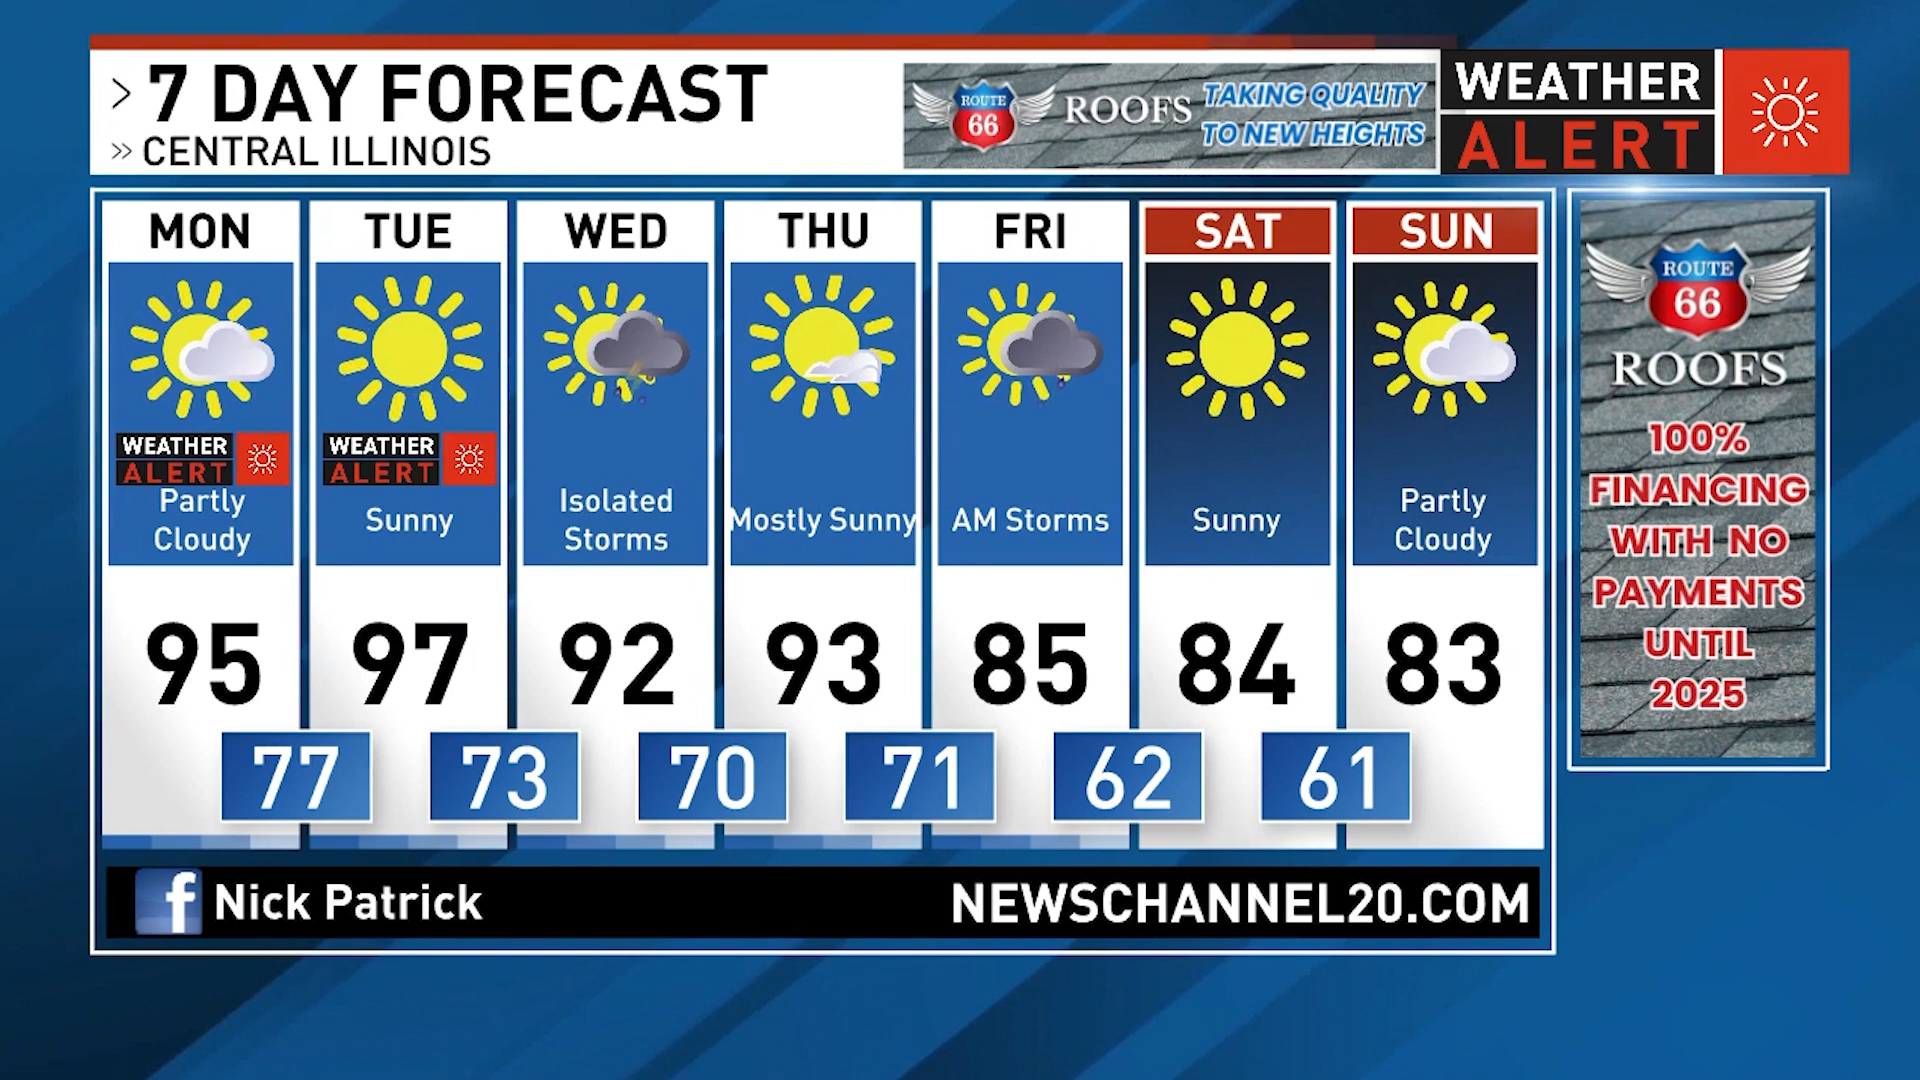 > 7 DAY FORECAST
>> CENTRAL ILLINOIS
ROUTE
66
ROOFS
TAKING QUALITY
TO NEW HEIGHTS
WEATHER
ALERT
MON TUE WED THU FRI SAT SUN
WEATHER
ALERT
Partly
Cloudy
WEATHER
ALERT
Sunny
Isolated
Storms
Mostly Sunny
AM Storms
Sunny
Partly
Cloudy
95 97 92 93 85 84 83
77 73 70 71 62 61
f Nick Patrick
NEWSCHANNEL20.COM
ROUTE
66
ROOFS
100%
FINANCING
WITH NO
PAYMENTS
UNTIL
2025